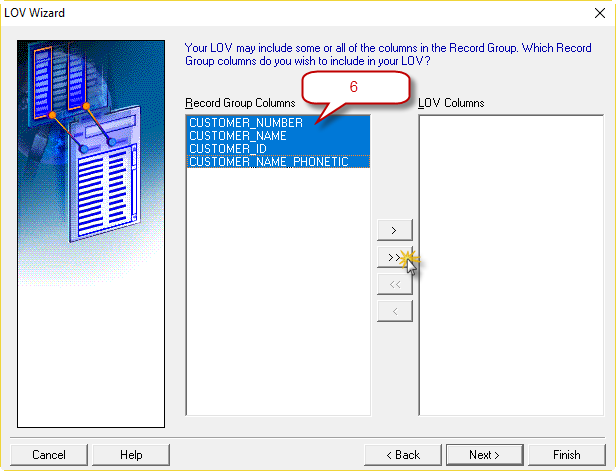 LOV Wizard
Your LOV may include some or all of the columns in the Record Group. Which Record
Group columns do you wish to include in your LOV?
6
Record Group Columns
LOV Columns
CUSTOMER_NUMBER
CUSTOMER_NAME
CUSTOMER_ID
CUSTOMER_NAME_PHONETIC
>
>>
<<
<
Cancel
Help
< Back
Next >
Finish